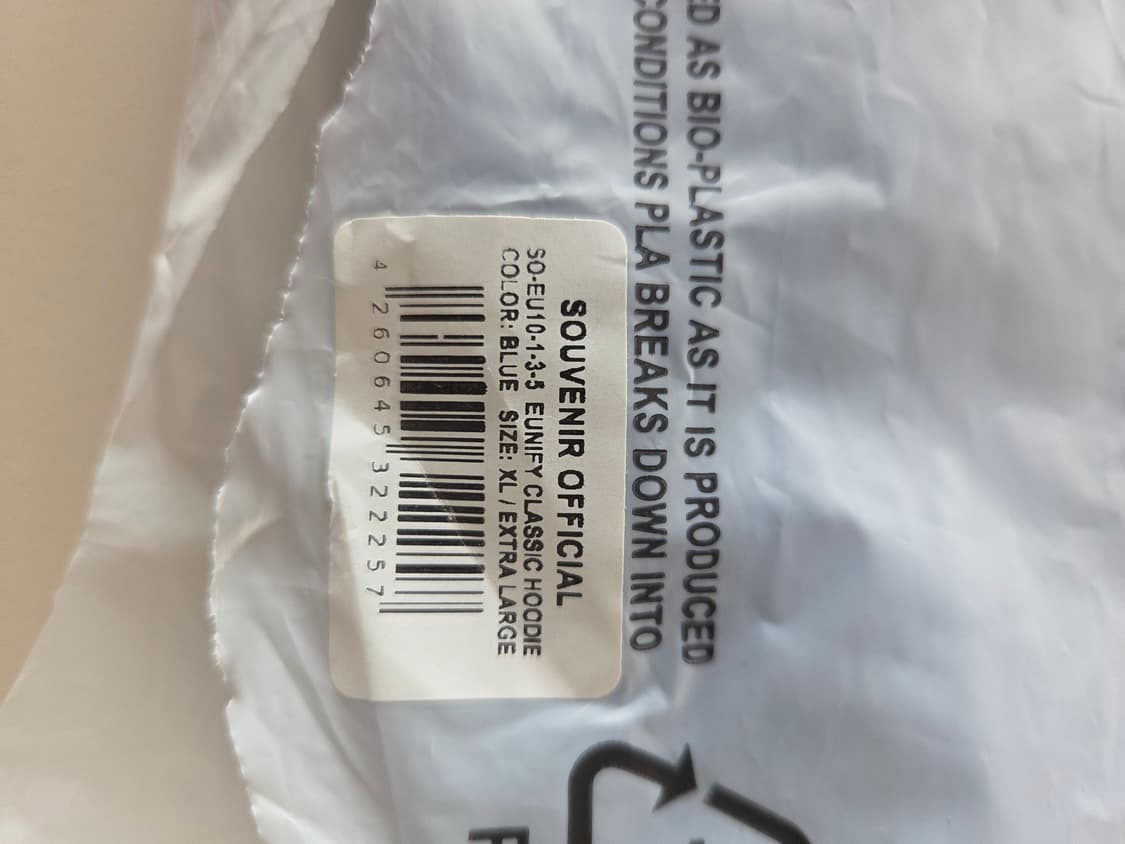 ED AS BIO-PLASTIC AS IT IS PRODUCED
CONDITIONS PLA BREAKS DOWN INTO
SOUVENIR OFFICIAL
SO-EU10-1-3-5 EUNIFY CLASSIC HOODIE
COLOR: BLUE SIZE: XL / EXTRA LARGE
4 260645 322257